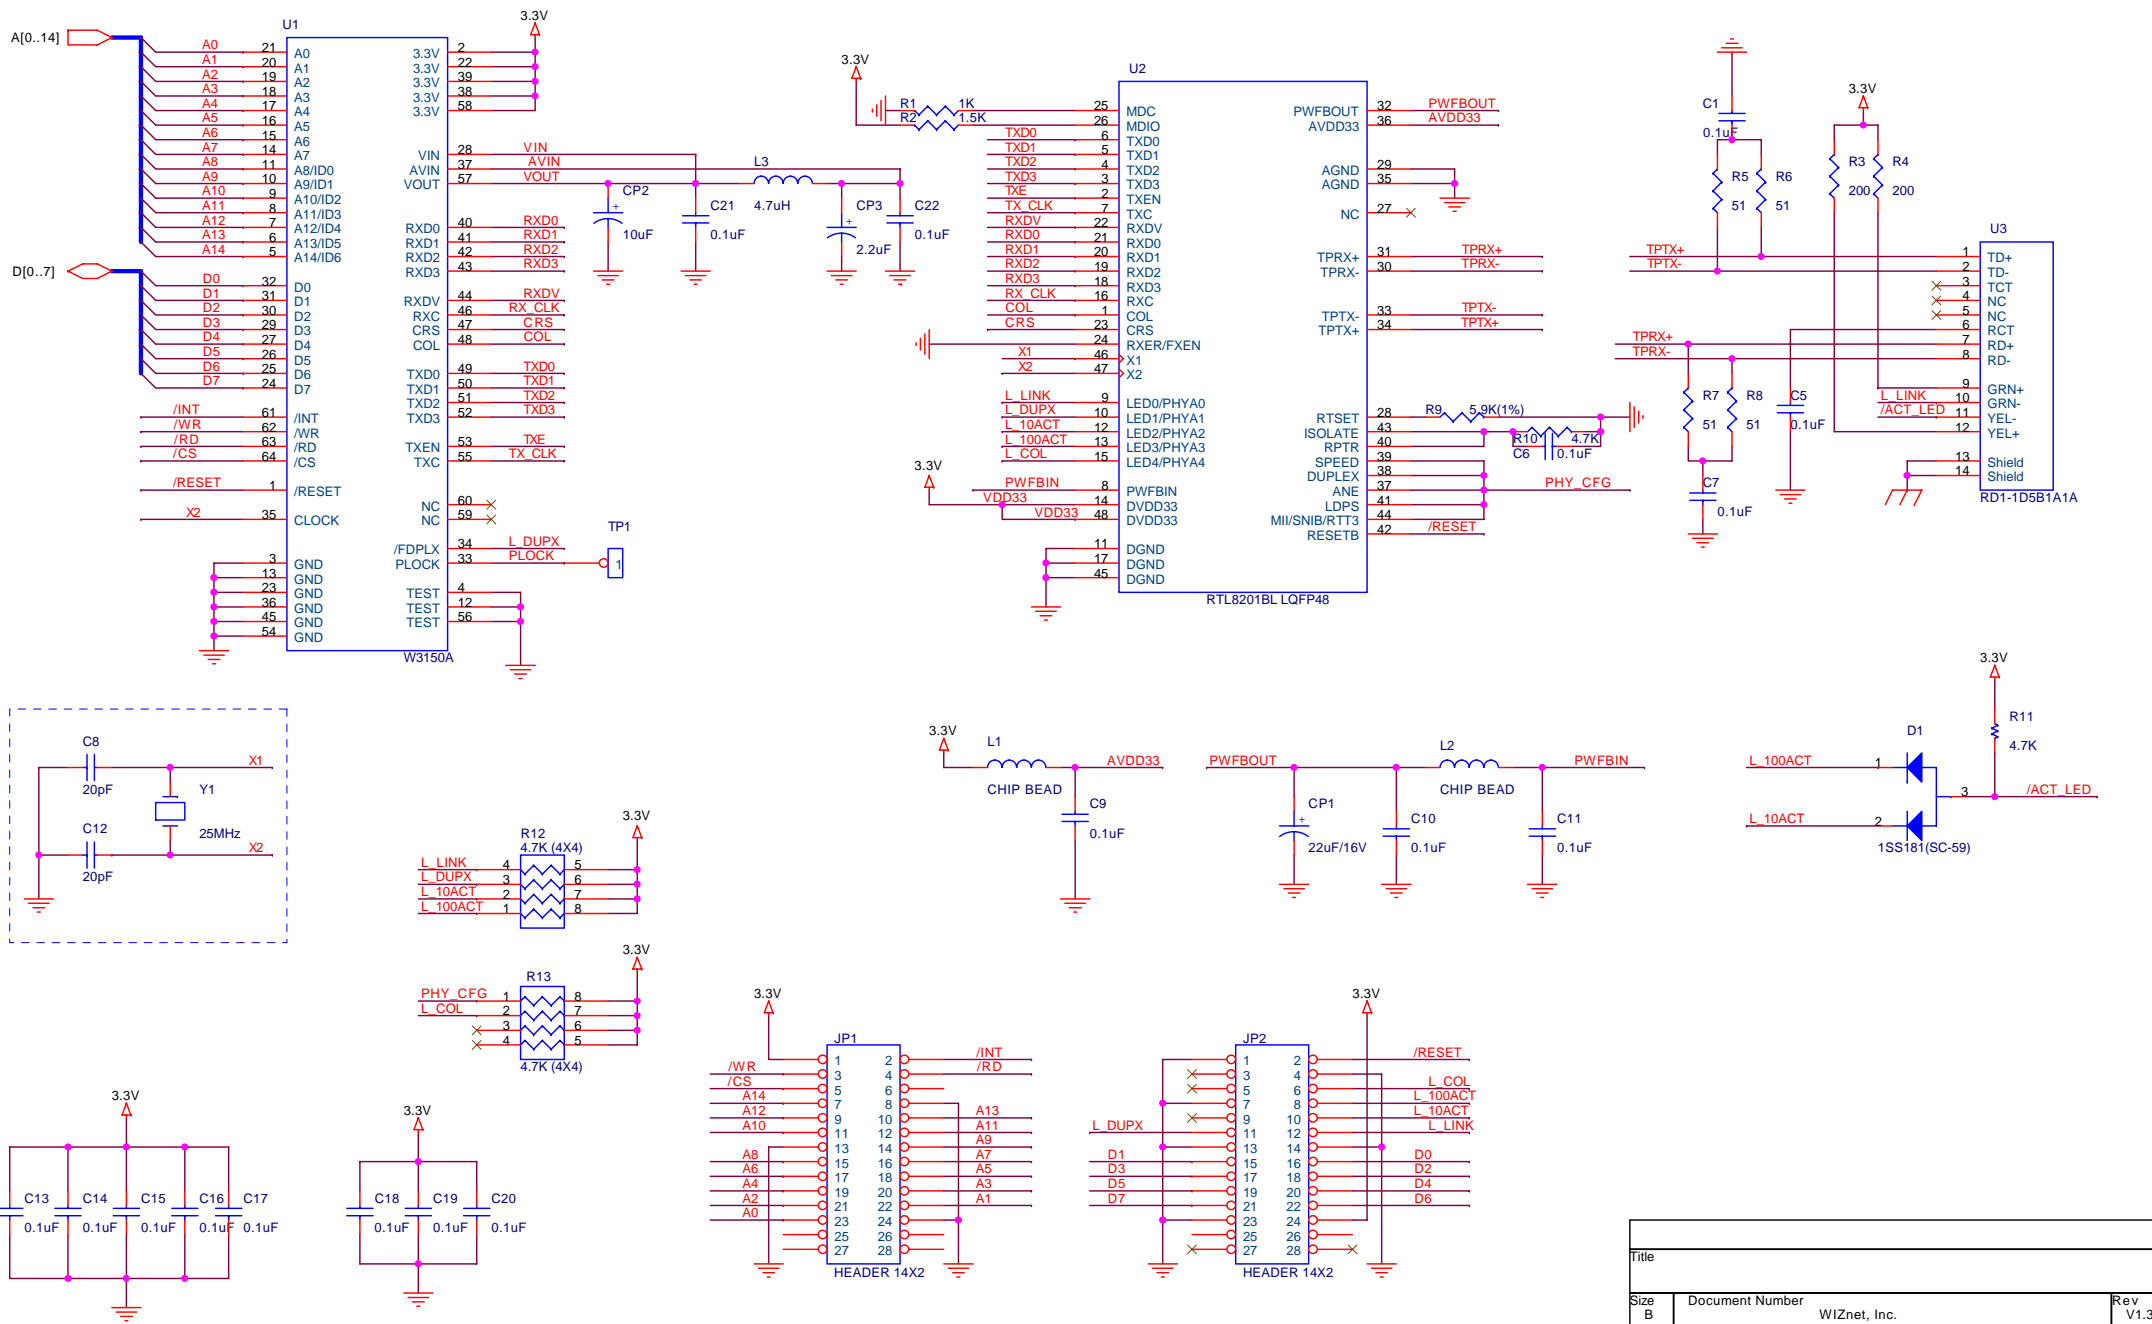 A[0..14]
U1
3.3V
A0 21 A0
A1 20 A1
A2 19 A2
A3 18 A3
A4 17 A4
A5 16 A5
A6 15 A6
A7 14 A7
A8 11 A8/ID0
A9 10 A9/ID1
A10 9 A10/ID2
A11 8 A11/ID3
A12 7 A12/ID4
A13 6 A13/ID5
A14 5 A14/ID6
D[0..7]
D0 32 D0
D1 31 D1
D2 30 D2
D3 29 D3
D4 27 D4
D5 26 D5
D6 25 D6
D7 24 D7
/INT 61 /INT
/WR 62 /WR
/RD 63 /RD
/CS 64 /CS
/RESET 1 /RESET
X2 35 CLOCK
3 GND
13 GND
23 GND
36 GND
45 GND
54 GND
3.3V 2
3.3V 22
3.3V 39
3.3V 38
3.3V 58
VIN 28 VIN
AVIN 37 AVIN
VOUT 57 VOUT
RXD0 40 RXD0
RXD1 41 RXD1
RXD2 42 RXD2
RXD3 43 RXD3
RXDV 44 RXDV
RXC 46 RX_CLK
CRS 47 CRS
COL 48 COL
TXD0 49 TXD0
TXD1 50 TXD1
TXD2 51 TXD2
TXD3 52 TXD3
TXEN 53 TXE
TXC 55 TX_CLK
NC 60
NC 59
/FDPLX 34 L_DUPX
PLOCK 33 PLOCK
TEST 4
TEST 12
TEST 56
W3150A
TP1
1
CP2
+
10uF
C21
0.1uF
L3
4.7uH
CP3
+
2.2uF
C22
0.1uF
3.3V
R1 1K
R2 1.5K
U2
25 MDC
26 MDIO
TXD0 6 TXD0
TXD1 5 TXD1
TXD2 4 TXD2
TXD3 3 TXD3
TXE 2 TXEN
TX_CLK 7 TXC
RXDV 22 RXDV
RXD0 21 RXD0
RXD1 20 RXD1
RXD2 19 RXD2
RXD3 18 RXD3
RX_CLK 16 RXC
COL 1 COL
CRS 23 CRS
24 RXER/FXEN
X1 46 X1
X2 47 X2
L_LINK 9 LED0/PHYA0
L_DUPX 10 LED1/PHYA1
L_10ACT 12 LED2/PHYA2
L_100ACT 13 LED3/PHYA3
L_COL 15 LED4/PHYA4
3.3V
PWFBIN 8 PWFBIN
VDD33 14 DVDD33
VDD33 48 DVDD33
11 DGND
17 DGND
45 DGND
PWFBOUT 32 PWFBOUT
AVDD33 36 AVDD33
AGND 29
AGND 35
NC 27
TPRX+ 31 TPRX+
TPRX- 30 TPRX-
TPTX- 33 TPTX-
TPTX+ 34 TPTX+
RTSET 28 R9 5.9K(1%)
ISOLATE 43
RPTR 40
R10 4.7K
C6 0.1uF
SPEED 39
DUPLEX 38
ANE 37 PHY_CFG
LDPS 41
MII/SNIB/RTT3 44
RESETB 42 /RESET
RTL8201BL LQFP48
C1
0.1uF
R5
51
R6
51
3.3V
R3
200
R4
200
U3
TPTX+ 1 TD+
TPTX- 2 TD-
3 TCT
4 NC
5 NC
6 RCT
TPRX+ 7 RD+
TPRX- 8 RD-
9 GRN+
L_LINK 10 GRN-
/ACT_LED 11 YEL-
12 YEL+
13 Shield
14 Shield
RD1-1D5B1A1A
R7
51
R8
51
C5
0.1uF
C7
0.1uF
C8
20pF
X1
Y1
25MHz
C12
20pF
X2
3.3V
R12
4.7K (4X4)
L_LINK 4 5
L_DUPX 3 6
L_10ACT 2 7
L_100ACT 1 8
3.3V
R13
PHY_CFG 1 8
L_COL 2 7
3 6
4 5
4.7K (4X4)
3.3V
L1
CHIP BEAD
AVDD33
C9
0.1uF
PWFBOUT
CP1
+
22uF/16V
C10
0.1uF
L2
CHIP BEAD
PWFBIN
C11
0.1uF
3.3V
R11
4.7K
D1
L_100ACT 1
3 /ACT_LED
L_10ACT 2
1SS181(SC-59)
3.3V
C13
0.1uF
C14
0.1uF
C15
0.1uF
C16
0.1uF
C17
0.1uF
3.3V
C18
0.1uF
C19
0.1uF
C20
0.1uF
3.3V
JP1
1 2 /INT
/WR 3 4 /RD
/CS 5 6
A14 7 8
A12 9 10 A13
A10 11 12 A11
13 14 A9
A8 15 16 A7
A6 17 18 A5
A4 19 20 A3
A2 21 22 A1
A0 23 24
25 26
27 28
HEADER 14X2
3.3V
JP2
1 2 /RESET
3 4
5 6 L_COL
7 8 L_100ACT
9 10 L_10ACT
L_DUPX 11 12 L_LINK
13 14
D1 15 16 D0
D3 17 18 D2
D5 19 20 D4
D7 21 22 D6
23 24
25 26
27 28
HEADER 14X2
Title
Size
B
Document Number
WIZnet, Inc.
Rev
V1.3